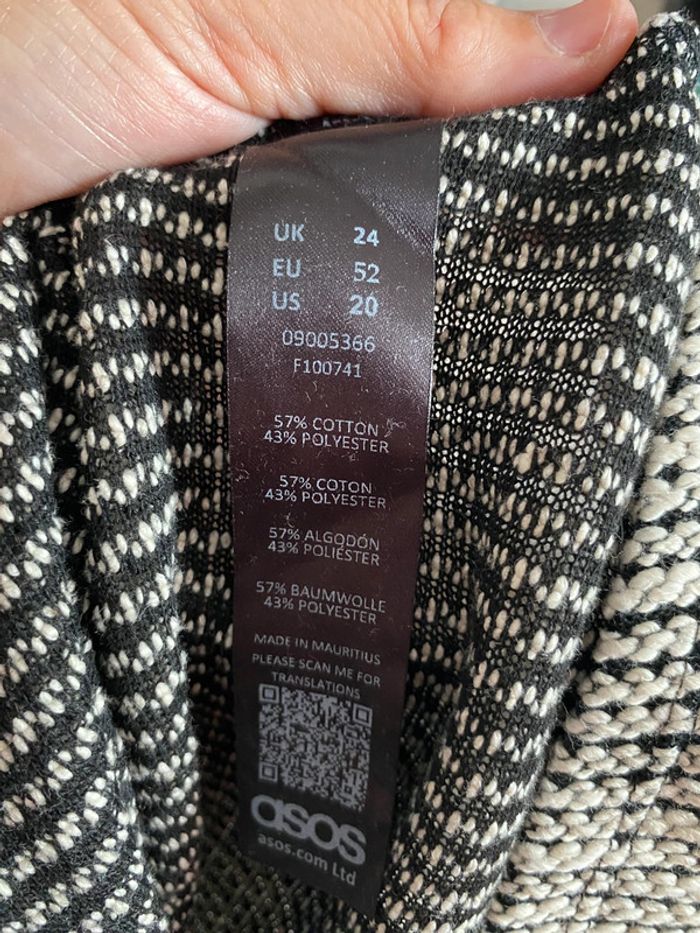 UK 24
EU 52
US 20
09005366
F100741
57% COTTON
43% POLYESTER
57% COTON
43% POLYESTER
57% ALGODÓN
43% POLIÉSTER
57% BAUMWOLLE
43% POLYESTER
MADE IN MAURITIUS
PLEASE SCAN ME FOR
TRANSLATIONS
asos
asos.com Ltd